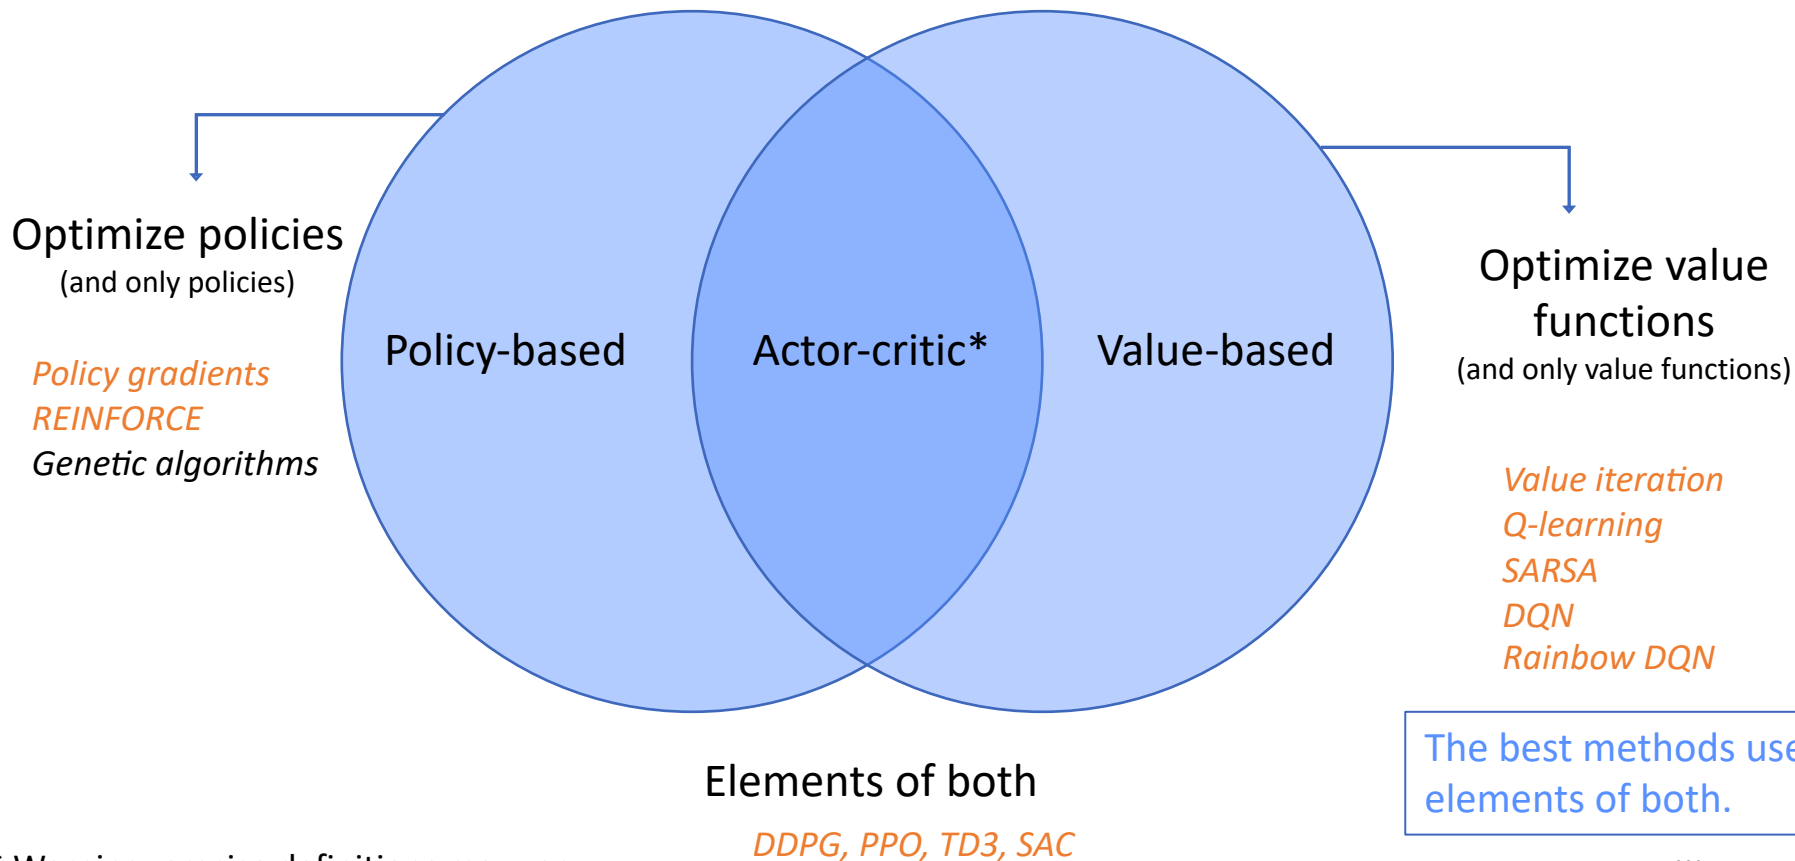 Optimize policies
(and only policies)
Policy gradients
REINFORCE
Genetic algorithms
Policy-based
Actor-critic*
Value-based
Optimize value
functions
(and only value functions)
Value iteration
Q-learning
SARSA
DQN
Rainbow DQN
The best methods use
elements of both.
Elements of both
DDPG, PPO, TD3, SAC